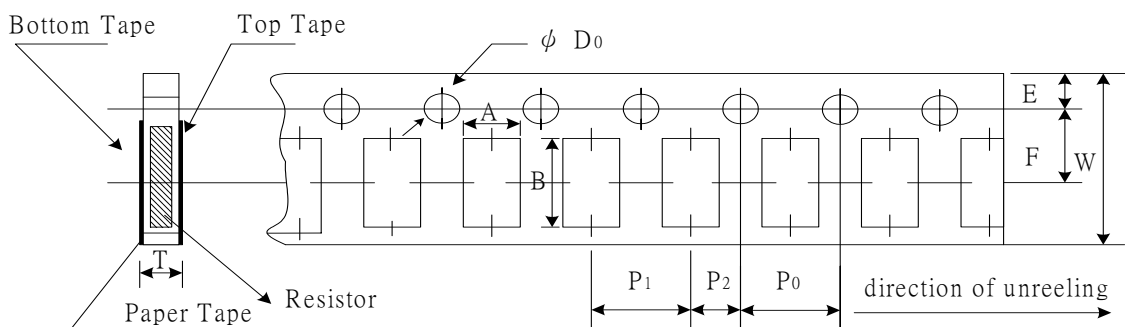 Bottom Tape
Top Tape
ϕ D₀
E
A
F
W
B
T
P₁
P₂
P₀
direction of unreeling
Resistor
Paper Tape